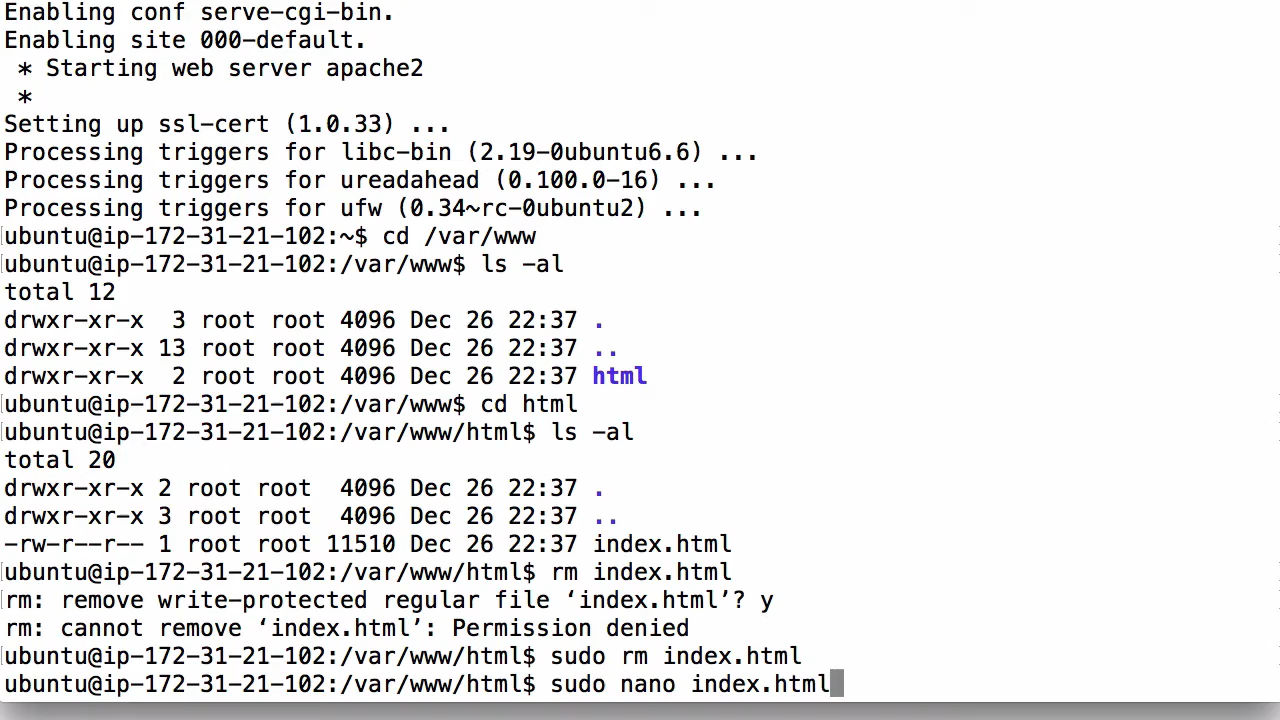 Enabling conf serve-cgi-bin.
Enabling site 000-default.
 * Starting web server apache2
 *
Setting up ssl-cert (1.0.33) ...
Processing triggers for libc-bin (2.19-0ubuntu6.6) ...
Processing triggers for ureadahead (0.100.0-16) ...
Processing triggers for ufw (0.34~rc-0ubuntu2) ...
ubuntu@ip-172-31-21-102:~$ cd /var/www
ubuntu@ip-172-31-21-102:/var/www$ ls -al
total 12
drwxr-xr-x  3 root root 4096 Dec 26 22:37 .
drwxr-xr-x 13 root root 4096 Dec 26 22:37 ..
drwxr-xr-x  2 root root 4096 Dec 26 22:37 html
ubuntu@ip-172-31-21-102:/var/www$ cd html
ubuntu@ip-172-31-21-102:/var/www/html$ ls -al
total 20
drwxr-xr-x 2 root root  4096 Dec 26 22:37 .
drwxr-xr-x 3 root root  4096 Dec 26 22:37 ..
-rw-r--r-- 1 root root 11510 Dec 26 22:37 index.html
ubuntu@ip-172-31-21-102:/var/www/html$ rm index.html
rm: remove write-protected regular file ‘index.html’? y
rm: cannot remove ‘index.html’: Permission denied
ubuntu@ip-172-31-21-102:/var/www/html$ sudo rm index.html
ubuntu@ip-172-31-21-102:/var/www/html$ sudo nano index.html